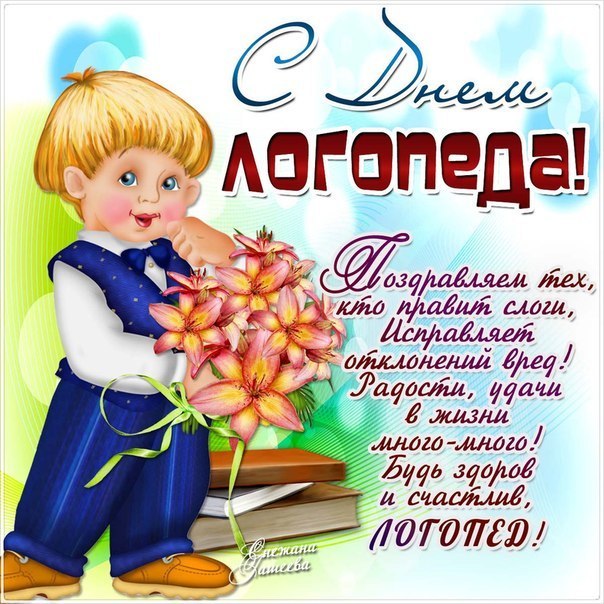 С Днем
логопеда!
Поздравляем тех,
кто правит слоги,
Исправляет
отклонений вред!
Радости, удачи
в жизни
много-много!
Будь здоров
и счастлив,
ЛОГОПЕД!
Снежана